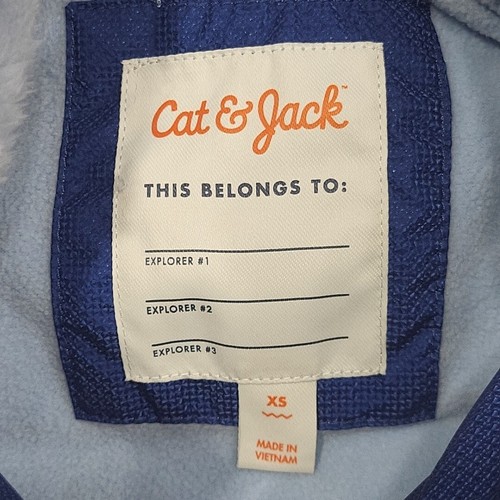 Cat & Jack™
THIS BELONGS TO:
EXPLORER #1
EXPLORER #2
EXPLORER #3
XS
MADE IN
VIETNAM